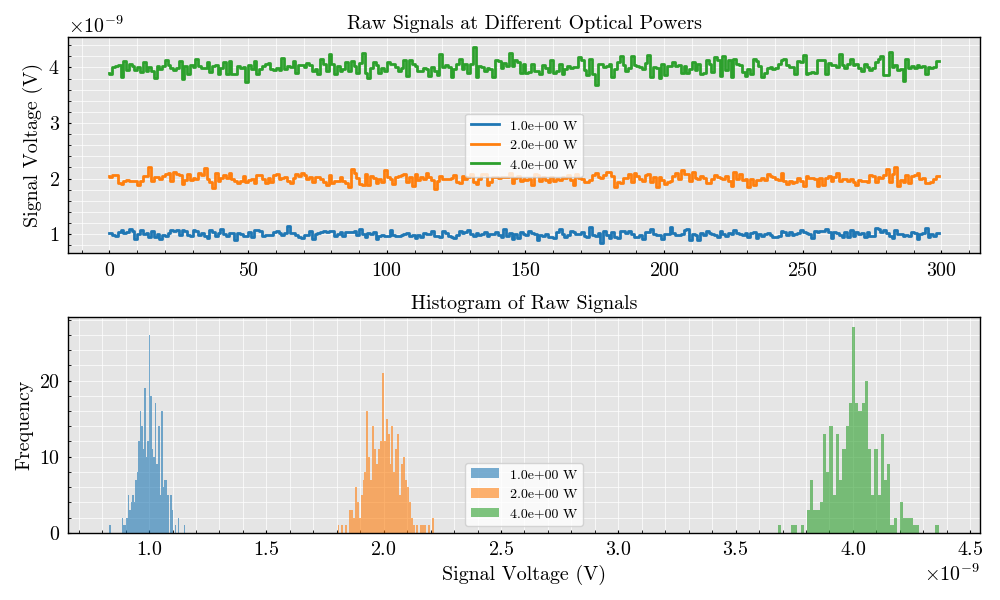 Raw Signals at Different Optical Powers
×10⁻⁹
Signal Voltage (V)
4
3
2
1
1.0e+00 W
2.0e+00 W
4.0e+00 W
0 50 100 150 200 250 300
Histogram of Raw Signals
Frequency
20
10
0
1.0e+00 W
2.0e+00 W
4.0e+00 W
1.0 1.5 2.0 2.5 3.0 3.5 4.0 4.5
Signal Voltage (V)
×10⁻⁹